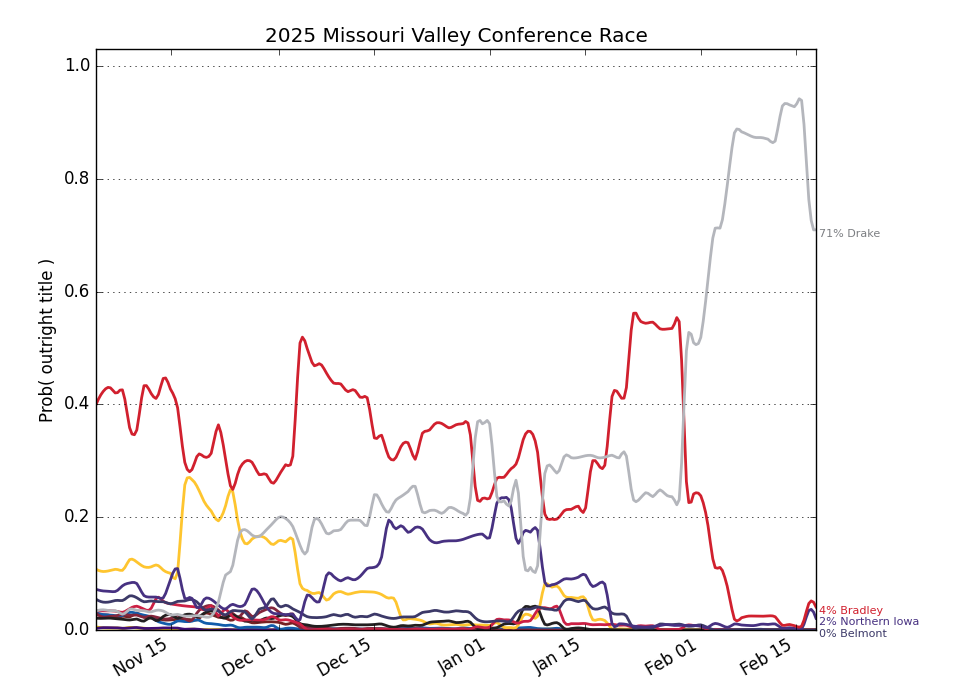 2025 Missouri Valley Conference Race
Prob( outright title )
1.0
0.8
0.6
0.4
0.2
0.0
71% Drake
4% Bradley
2% Northern Iowa
0% Belmont
Nov 15
Dec 01
Dec 15
Jan 01
Jan 15
Feb 01
Feb 15